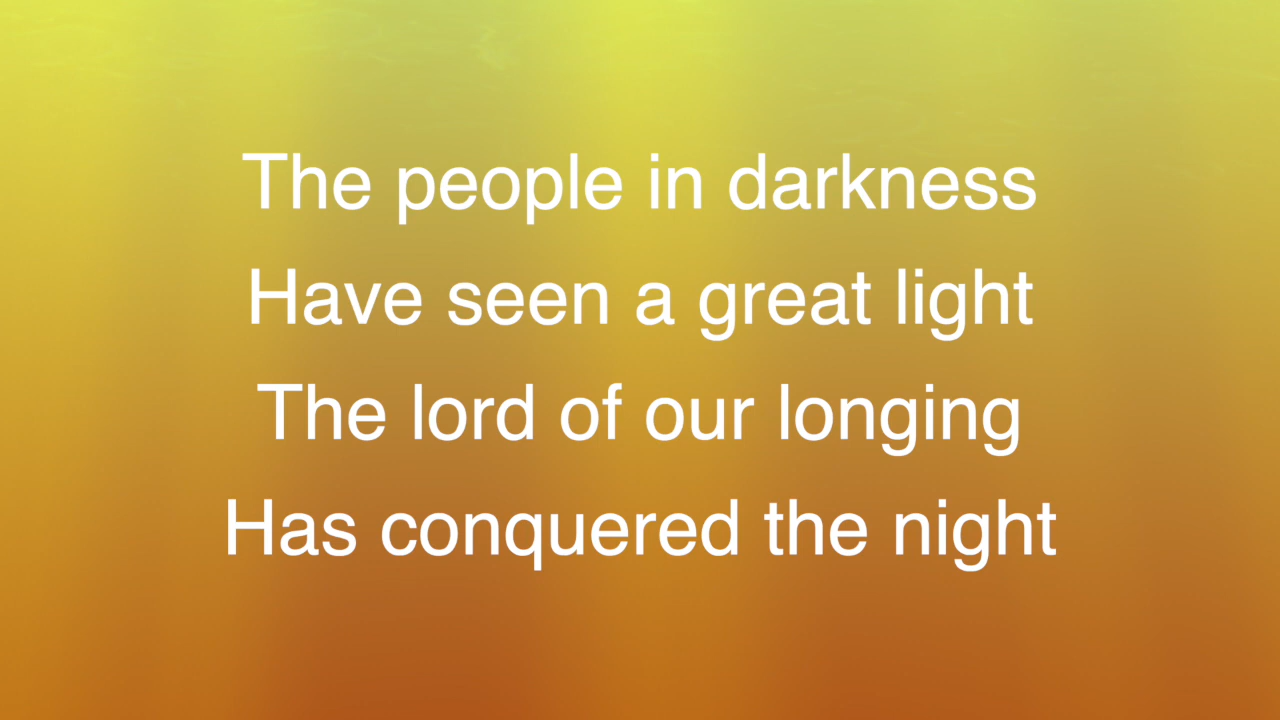 The people in darkness
Have seen a great light
The lord of our longing
Has conquered the night